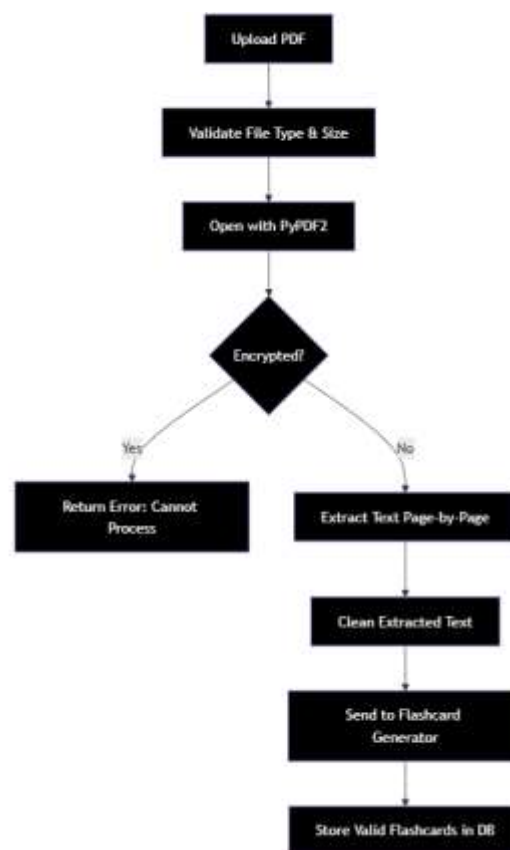 Upload PDF
Validate File Type & Size
Open with PyPDF2
Encrypted?
Yes
No
Return Error: Cannot
Process
Extract Text Page-by-Page
Clean Extracted Text
Send to Flashcard
Generator
Store Valid Flashcards in DB